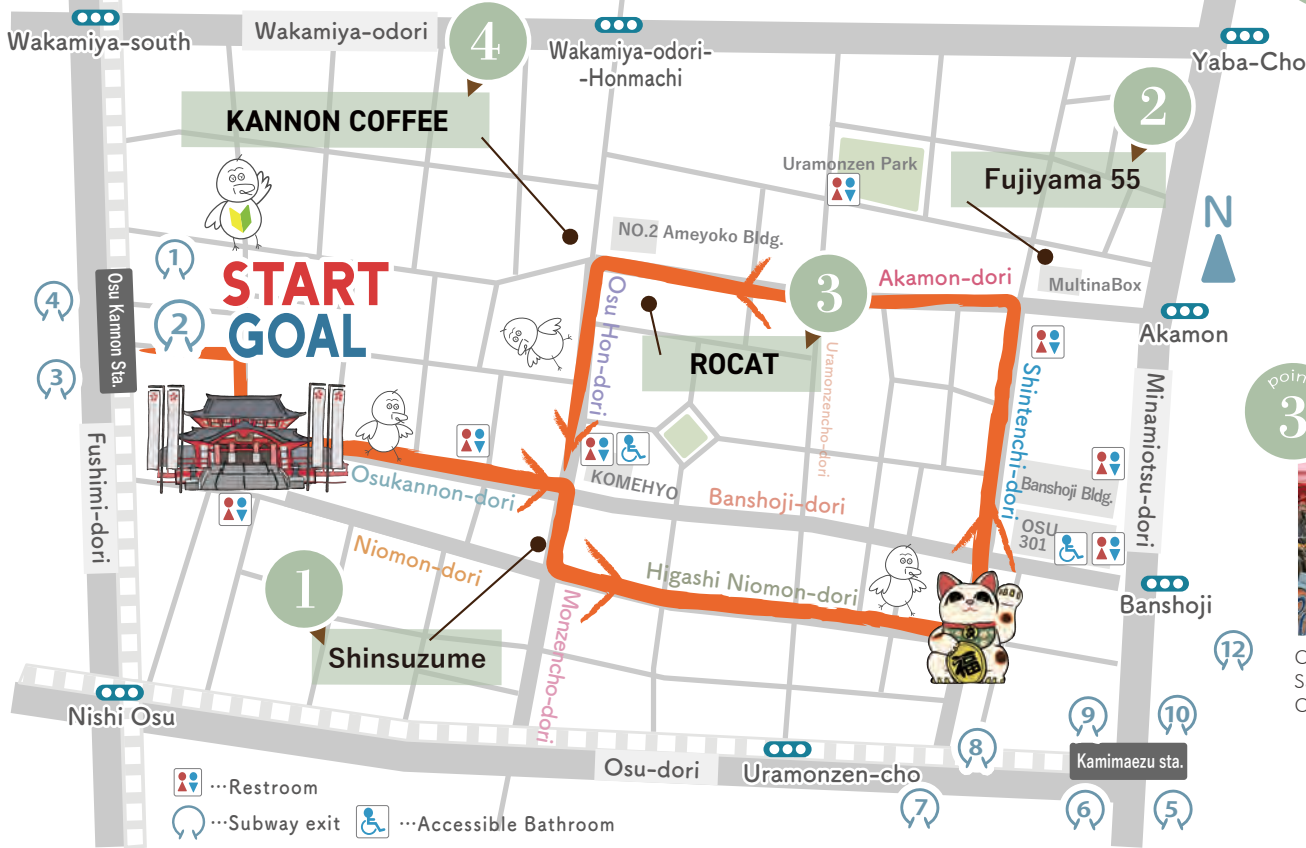 Wakamiya-south
Wakamiya-odori
4
Wakamiya-odori-
-Honmachi
Yaba-Cho
KANNON COFFEE
2
Uramonzen Park
Fujiyama 55
N
NO.2 Ameyoko Bldg.
1
4
Osu Kannon Sta.
2
3
START
GOAL
Osu Hon-dori
3
Akamon-dori
MultinaBox
Akamon
ROCAT
Uramonzencho-dori
Shintenchi-dori
Minamiotsu-dori
poin
3
Fushimi-dori
Osukannon-dori
KOMEHYO
Banshoji-dori
Banshoji Bldg.
OSU
301
Niomon-dori
Higashi Niomon-dori
福
Banshoji
1
Shinsuzume
Monzencho-dori
12
C
S
C
Nishi Osu
9
10
8
Kamimaezu sta.
Osu-dori
Uramonzen-cho
7
6
5
…Restroom
…Subway exit
…Accessible Bathroom